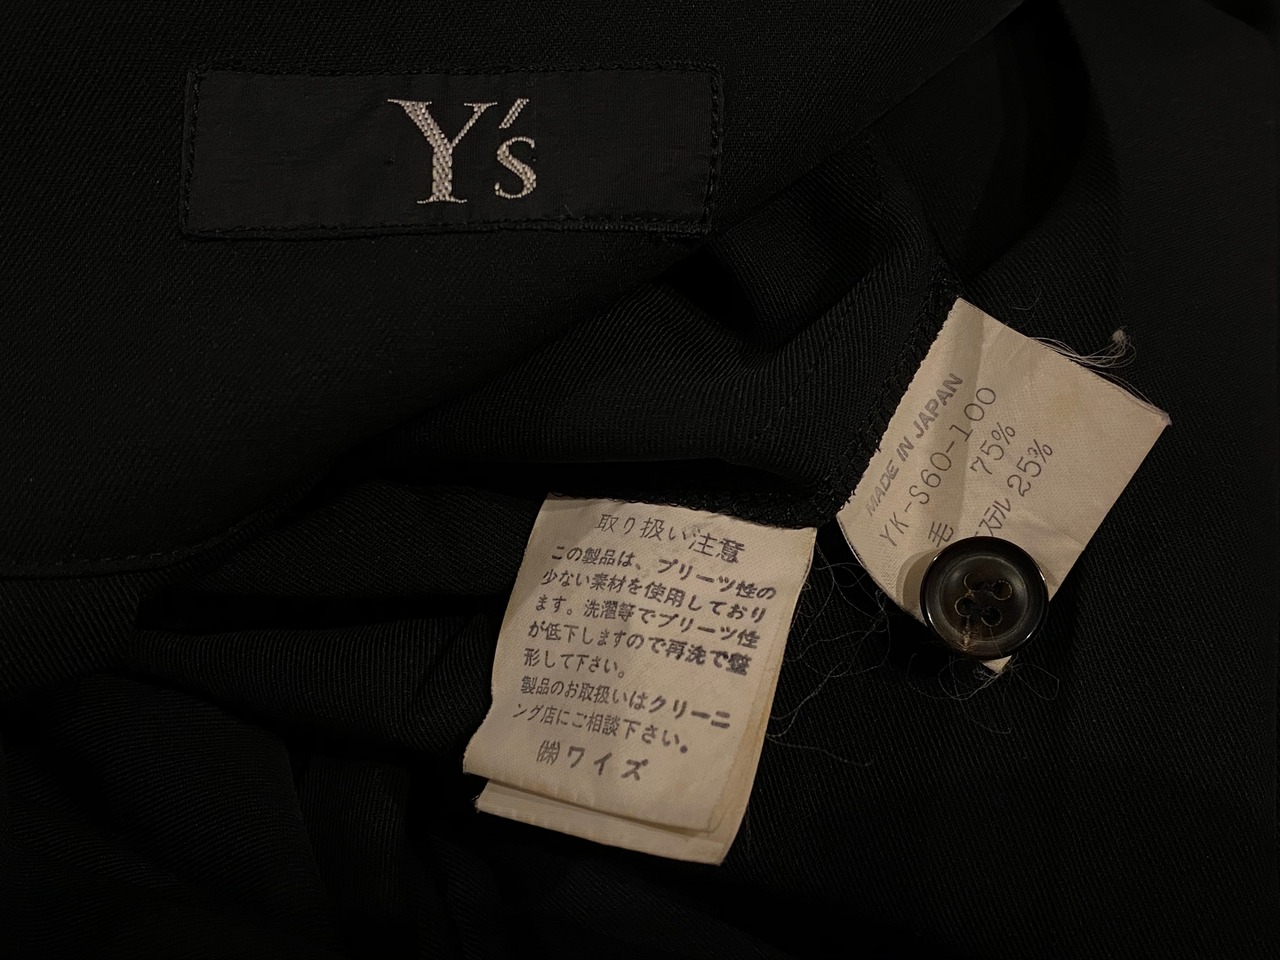 Y's
MADE IN JAPAN
YK-S60-100
毛 75%
ステル 25%
取り扱い注意
この製品は、プリーツ性の
少ない素材を使用しており
ます。洗濯等でプリーツ性
が低下しますので再洗で整
形して下さい。
製品のお取扱いはクリーニ
ング店にご相談下さい。
㈱ワイズ